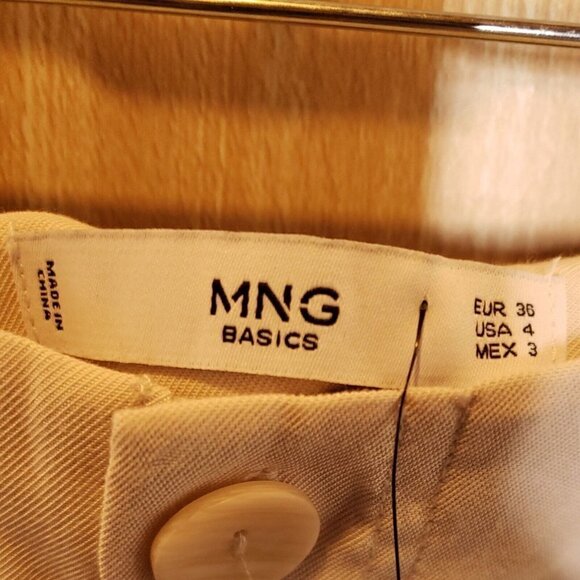 MADE IN
CHINA
MNG
BASICS
EUR 36
USA 4
MEX 3